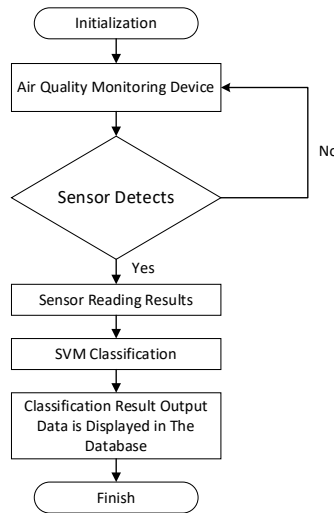 Initialization
Air Quality Monitoring Device
Sensor Detects
No
Yes
Sensor Reading Results
SVM Classification
Classification Result Output
Data is Displayed in The
Database
Finish